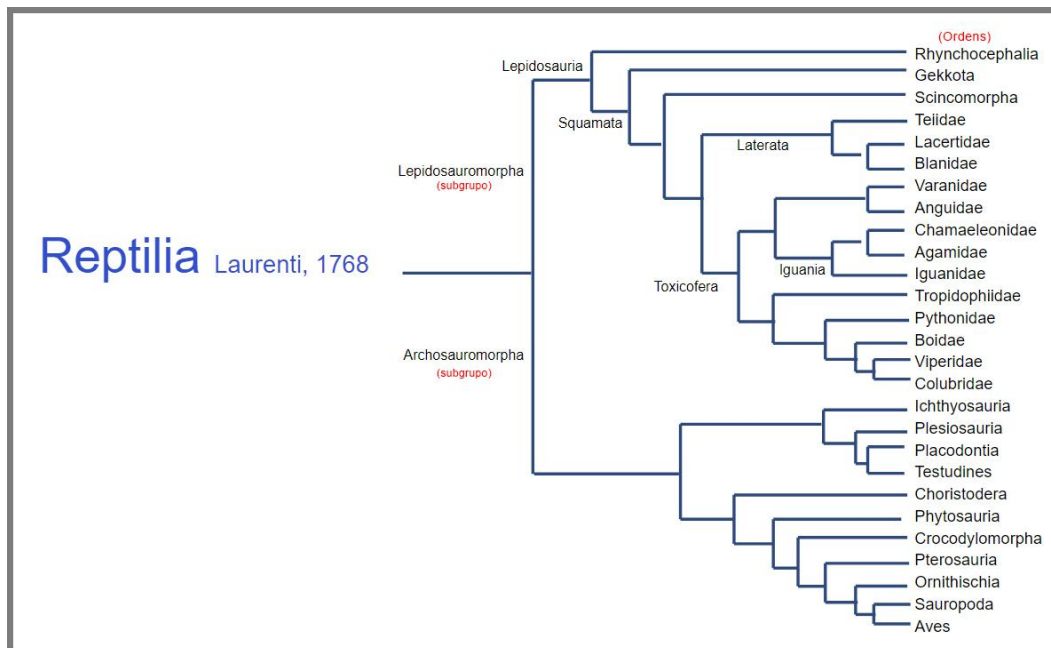 (Ordens)
Rhynchocephalia
Lepidosauria
Gekkota
Scincomorpha
Squamata
Teiidae
Laterata
Lacertidae
Blanidae
Lepidosauromorpha
(subgrupo)
Varanidae
Anguidae
Chamaeleonidae
Agamidae
Reptilia Laurenti, 1768
Iguania
Iguanidae
Toxicofera
Tropidophiidae
Pythonidae
Boidae
Archosauromorpha
(subgrupo)
Viperidae
Colubridae
Ichthyosauria
Plesiosauria
Placodontia
Testudines
Choristodera
Phytosauria
Crocodylomorpha
Pterosauria
Ornithischia
Sauropoda
Aves